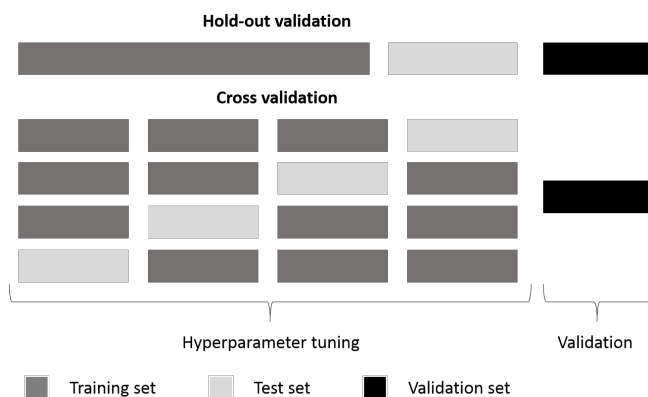 Hold-out validation
Cross validation
Hyperparameter tuning
Validation
Training set
Test set
Validation set